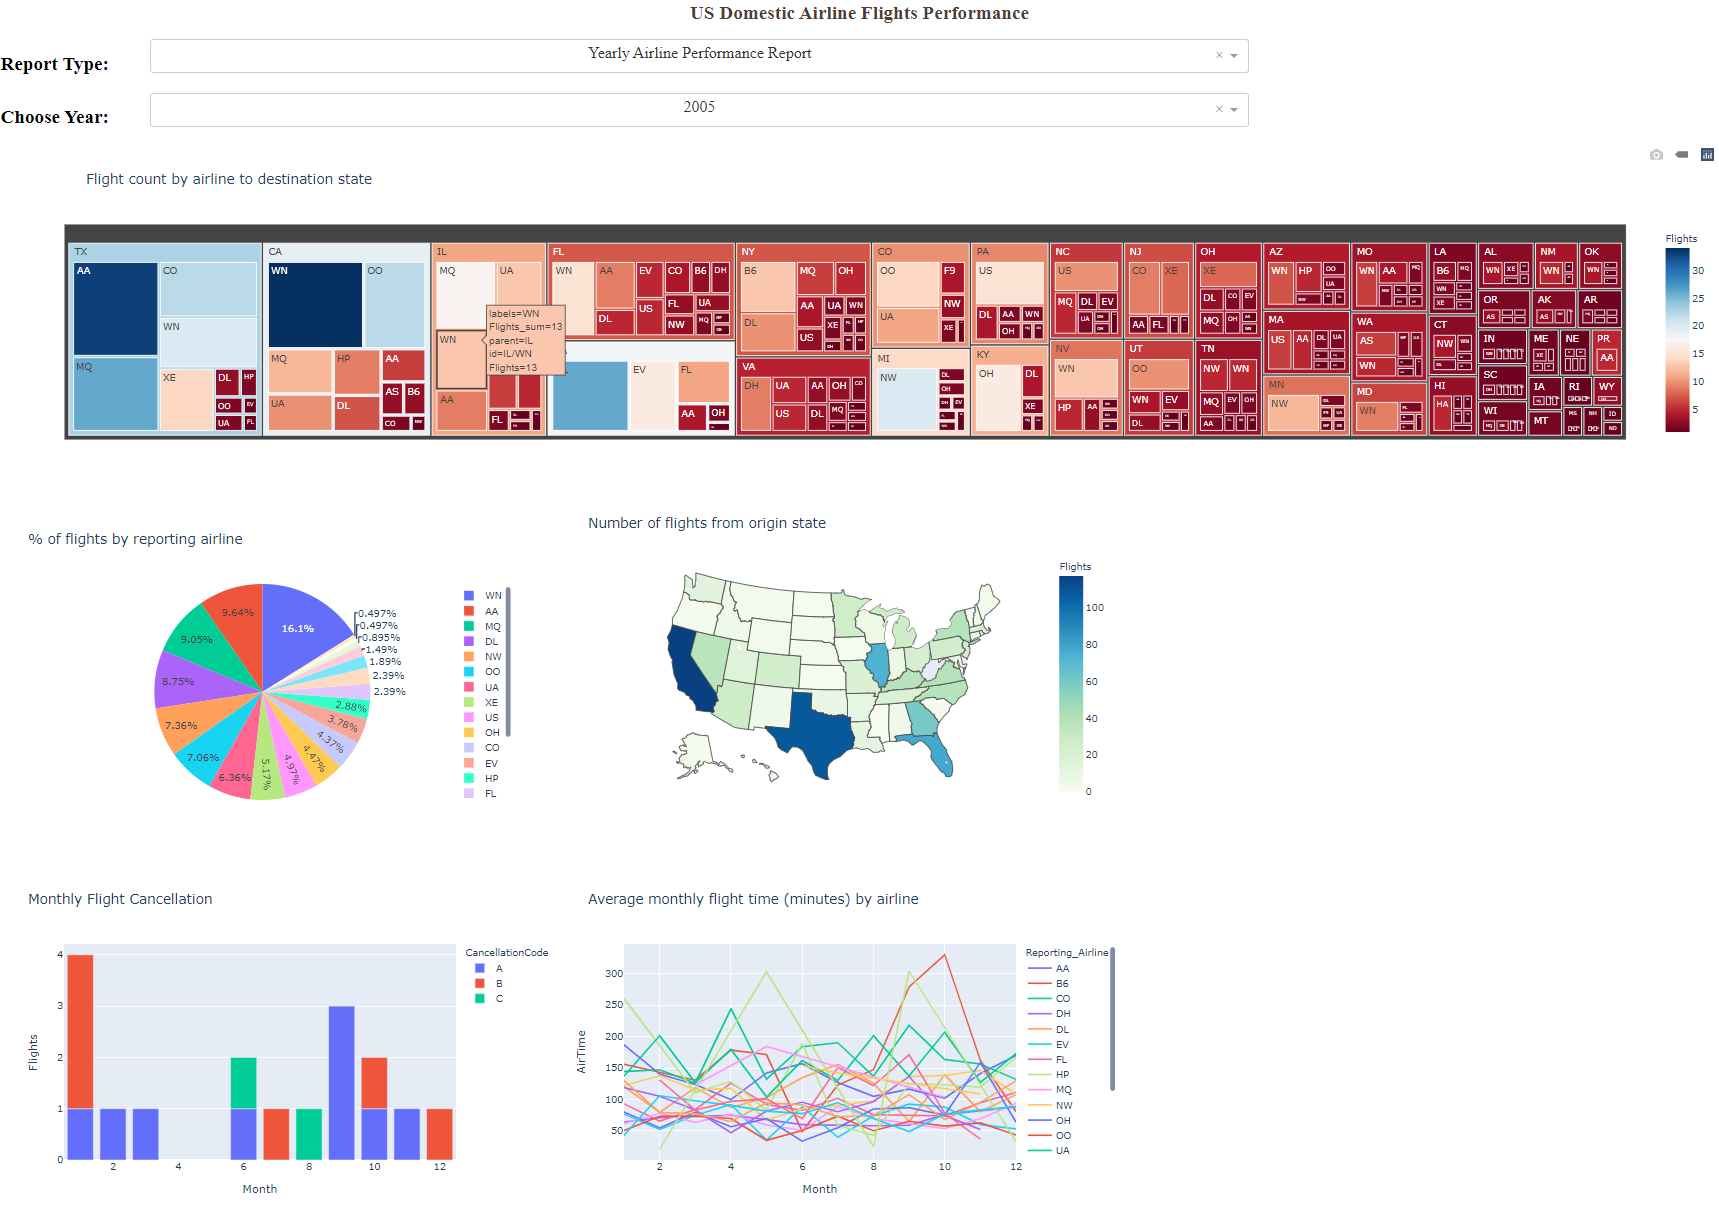 US Domestic Airline Flights Performance
Report Type:
Yearly Airline Performance Report
×
Choose Year:
2005
×
Flight count by airline to destination state
TX
AA
CO
WN
MQ
XE
DL
HP
OO
EV
UA
FL
CA
WN
OO
MQ
HP
AA
UA
DL
AS
B6
CO
IL
MQ
UA
WN
AA
FL
labels=WN
Flights_sum=13
parent=IL
id=IL/WN
Flights=13
FL
WN
AA
EV
CO
B6
DH
DL
US
FL
UA
NW
MQ
EV
FL
AA
OH
NY
B6
MQ
OH
DL
AA
UA
WN
US
XE
VA
DH
UA
AA
OH
CO
US
DL
MQ
CO
OO
F9
UA
NW
XE
MI
NW
DL
OH
DH
EV
PA
US
DL
AA
WN
OH
KY
OH
DL
XE
NC
US
MQ
DL
EV
UA
NV
WN
HP
AA
NJ
CO
XE
AA
FL
UT
OO
WN
EV
DL
OH
XE
DL
CO
EV
MQ
OH
AA
TN
NW
WN
MQ
EV
OH
AA
AZ
WN
HP
OO
UA
MA
US
AA
DL
UA
MN
NW
MO
WN
AA
MQ
WA
AS
WN
MD
WN
FL
LA
B6
MQ
WN
XE
CT
NW
WN
HI
HA
AL
WN
XE
OR
AS
IN
SC
WI
NM
WN
AK
AS
ME
XE
IA
MT
OK
WN
AR
NE
RI
PR
AA
WY
MS
NH
ID
ND
Flights
30
25
20
15
10
5
% of flights by reporting airline
16.1%
9.64%
9.05%
8.75%
7.36%
7.06%
6.36%
5.17%
4.97%
4.47%
4.37%
3.78%
2.88%
2.39%
2.39%
1.89%
1.49%
0.895%
0.497%
0.497%
WN
AA
MQ
DL
NW
OO
UA
XE
US
OH
CO
EV
HP
FL
Number of flights from origin state
Flights
100
80
60
40
20
0
Monthly Flight Cancellation
Flights
4
3
2
1
0
2
4
6
8
10
12
Month
CancellationCode
A
B
C
Average monthly flight time (minutes) by airline
AirTime
300
250
200
150
100
50
2
4
6
8
10
12
Month
Reporting_Airline
AA
B6
CO
DH
DL
EV
FL
HP
MQ
NW
OH
OO
UA